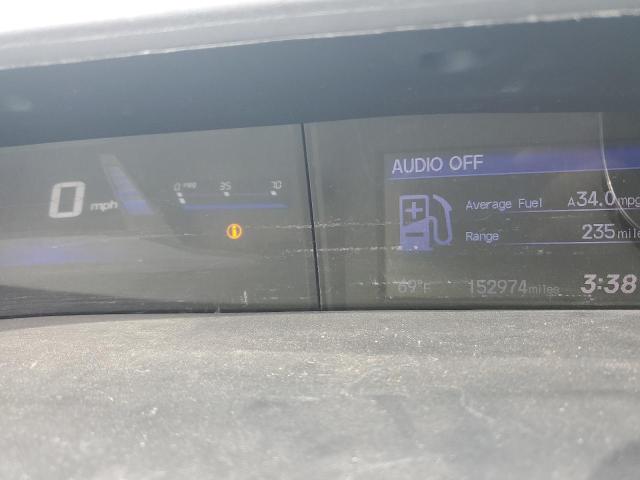 0 mph
0 mpg 35 70
AUDIO OFF
Average Fuel A34.0mpg
Range 235 mile
69°F 152974 miles 3:38